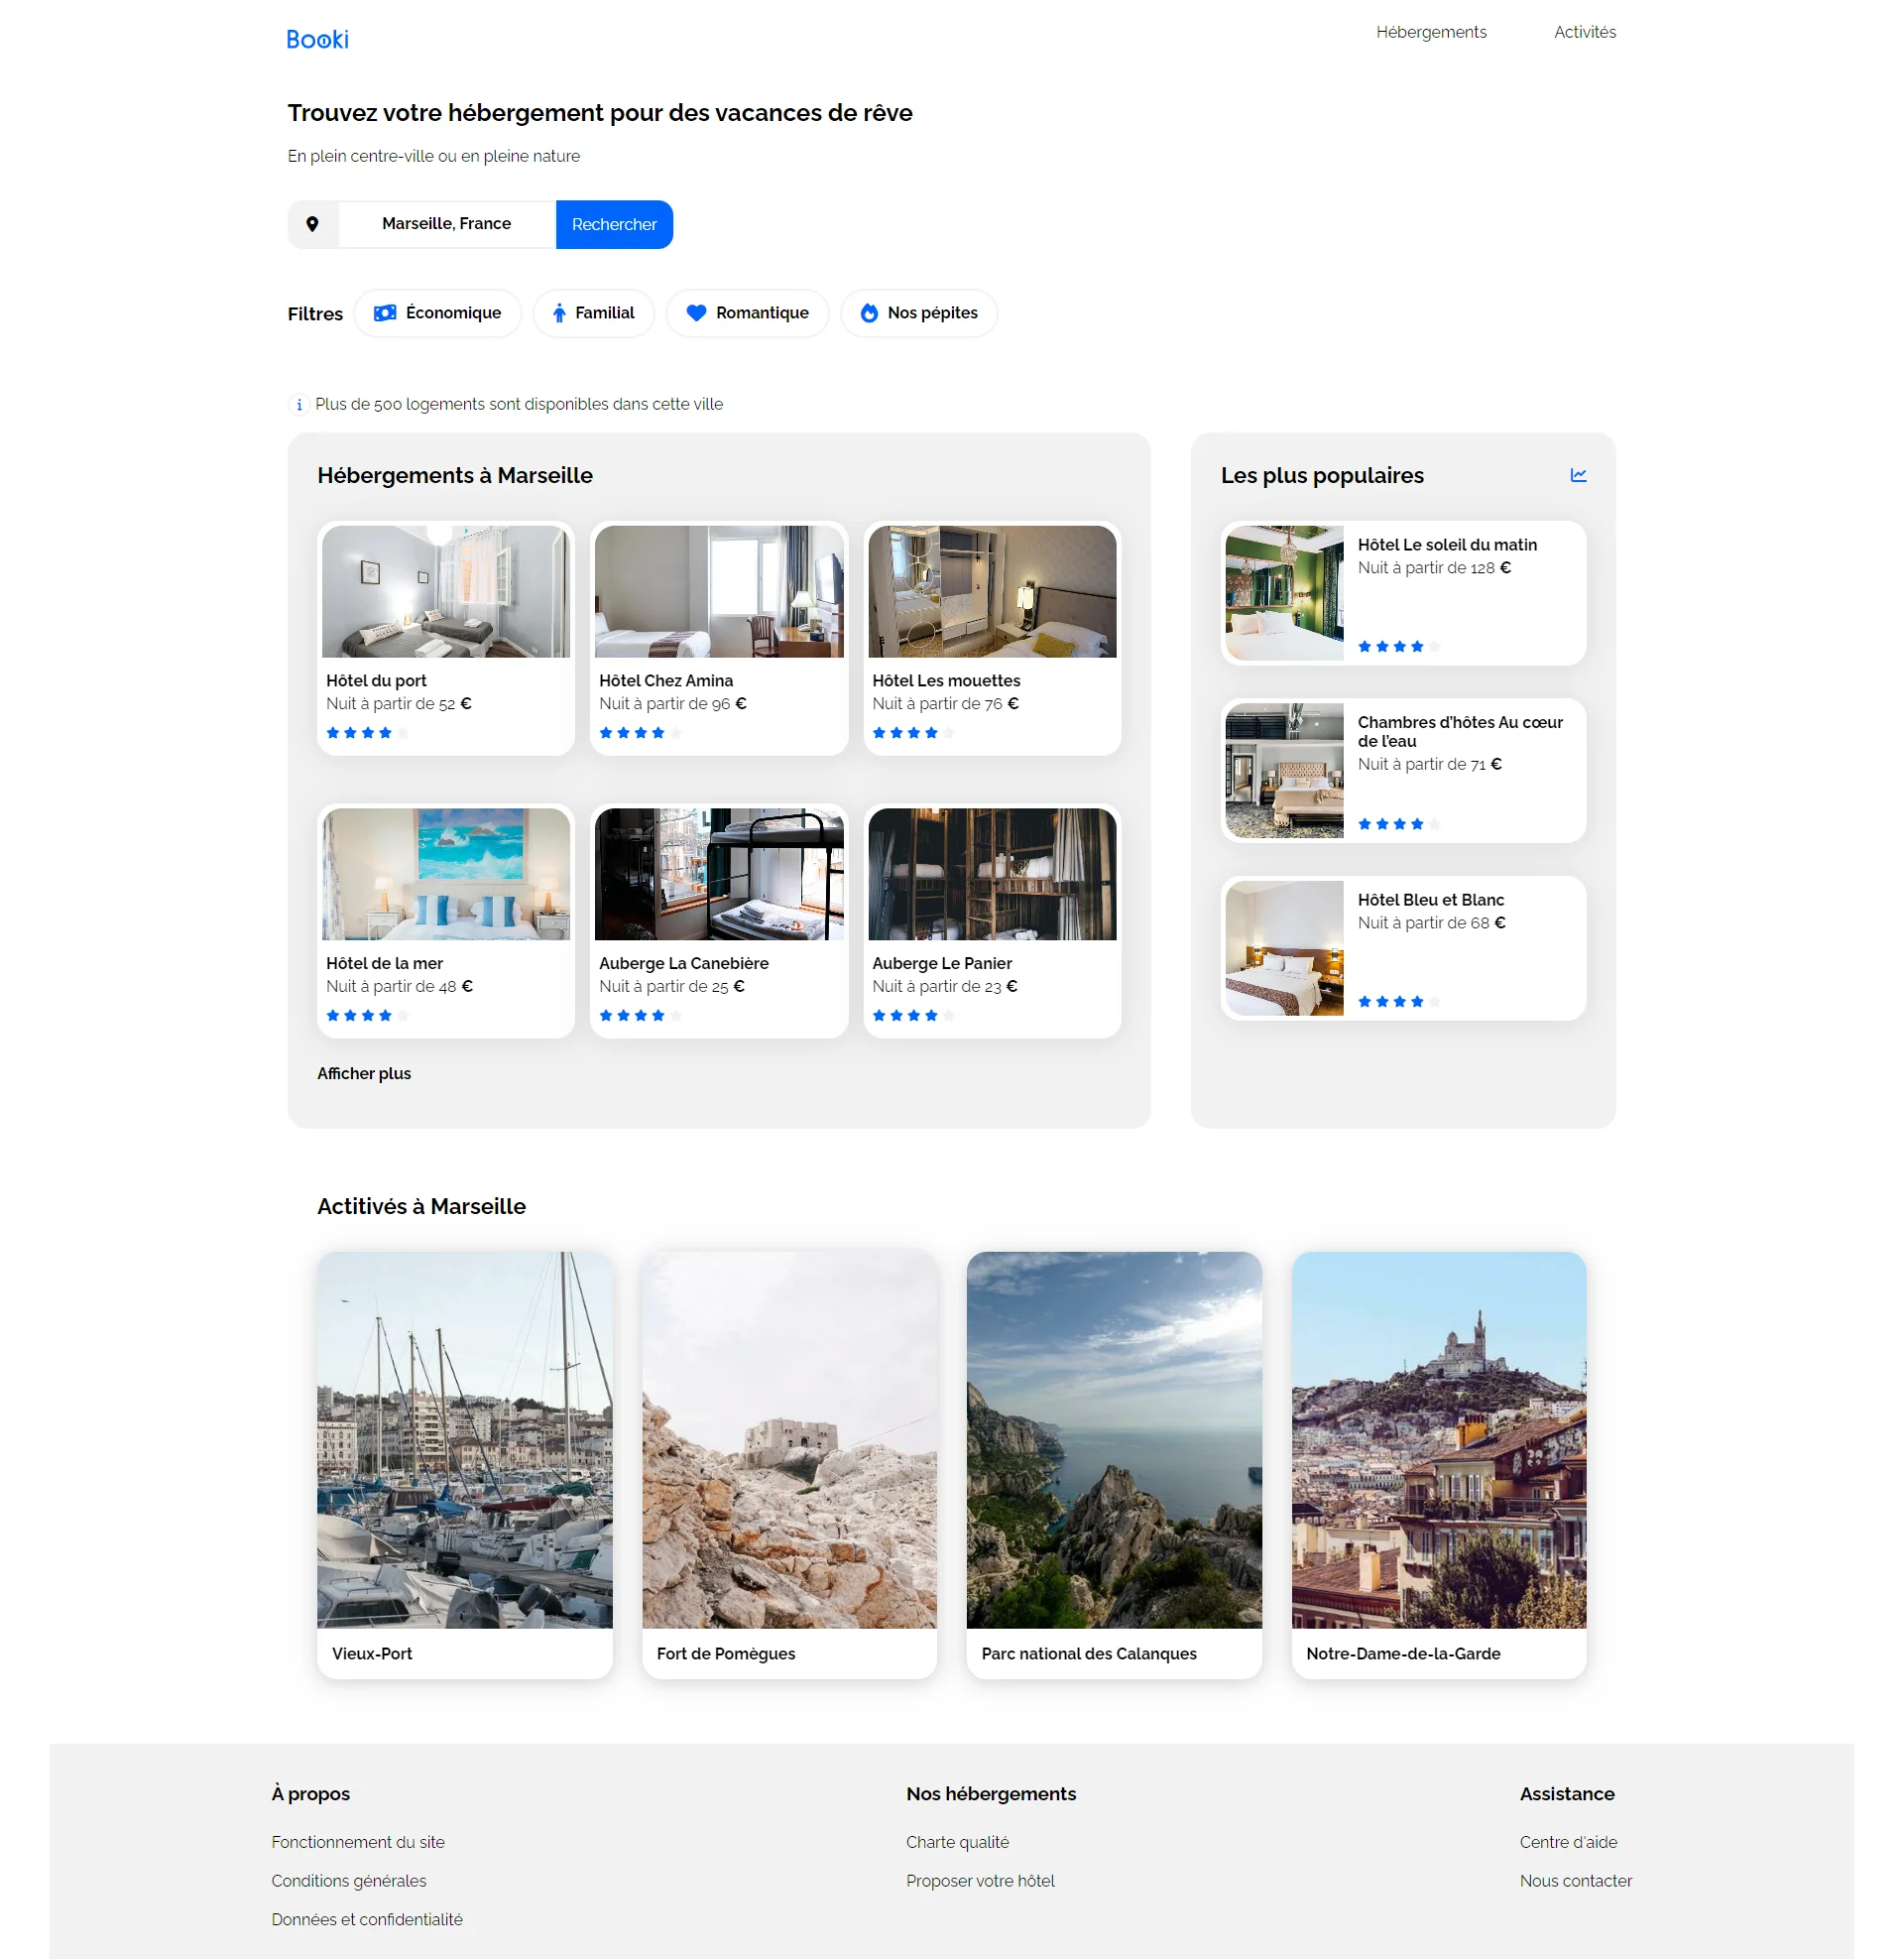 Booki
Hébergements
Activités
Trouvez votre hébergement pour des vacances de rêve
En plein centre-ville ou en pleine nature
Marseille, France
Rechercher
Filtres
Économique
Familial
Romantique
Nos pépites
Plus de 500 logements sont disponibles dans cette ville
Hébergements à Marseille
Hôtel du port
Nuit à partir de 52 €
Hôtel Chez Amina
Nuit à partir de 96 €
Hôtel Les mouettes
Nuit à partir de 76 €
Hôtel de la mer
Nuit à partir de 48 €
Auberge La Canebière
Nuit à partir de 25 €
Auberge Le Panier
Nuit à partir de 23 €
Afficher plus
Les plus populaires
Hôtel Le soleil du matin
Nuit à partir de 128 €
Chambres d'hôtes Au cœur
de l'eau
Nuit à partir de 71 €
Hôtel Bleu et Blanc
Nuit à partir de 68 €
Actitivés à Marseille
Vieux-Port
Fort de Pomègues
Parc national des Calanques
Notre-Dame-de-la-Garde
À propos
Fonctionnement du site
Conditions générales
Données et confidentialité
Nos hébergements
Charte qualité
Proposer votre hôtel
Assistance
Centre d'aide
Nous contacter